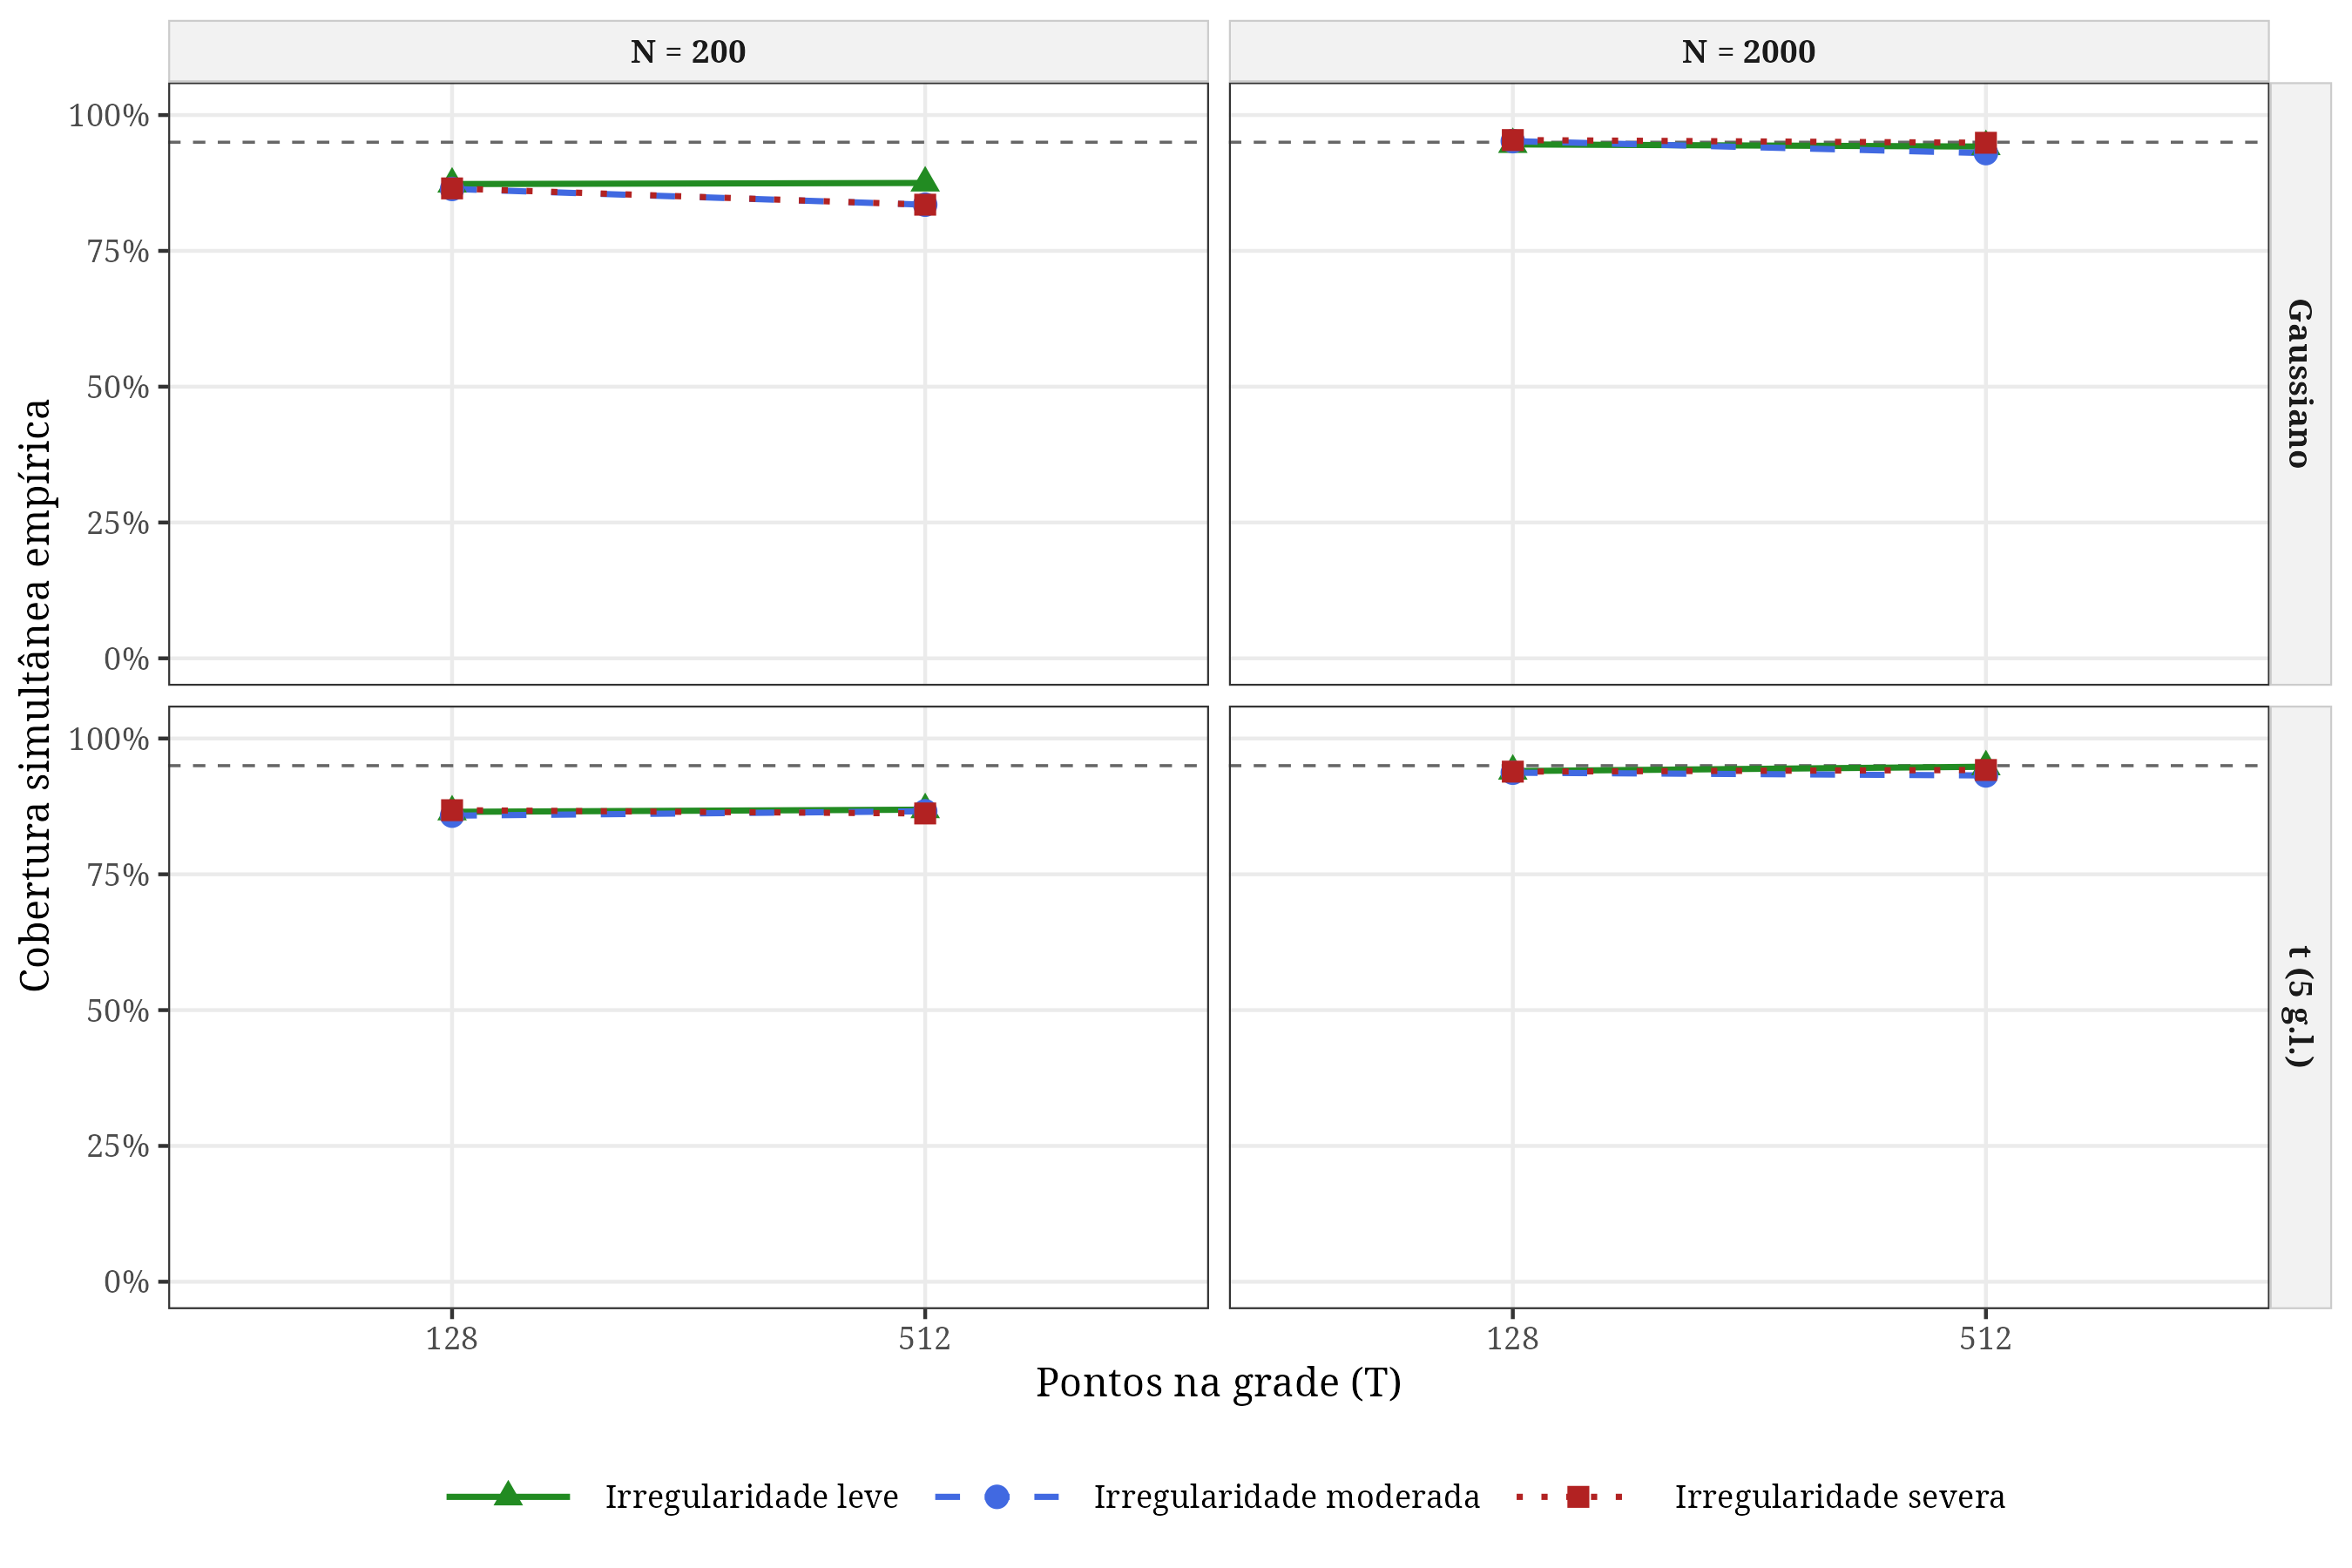 N = 200
N = 2000
Cobertura simultânea empírica
100%
75%
50%
25%
0%
Gaussiano
100%
75%
50%
25%
0%
t (5 g.l.)
128
512
128
512
Pontos na grade (T)
Irregularidade leve
Irregularidade moderada
Irregularidade severa